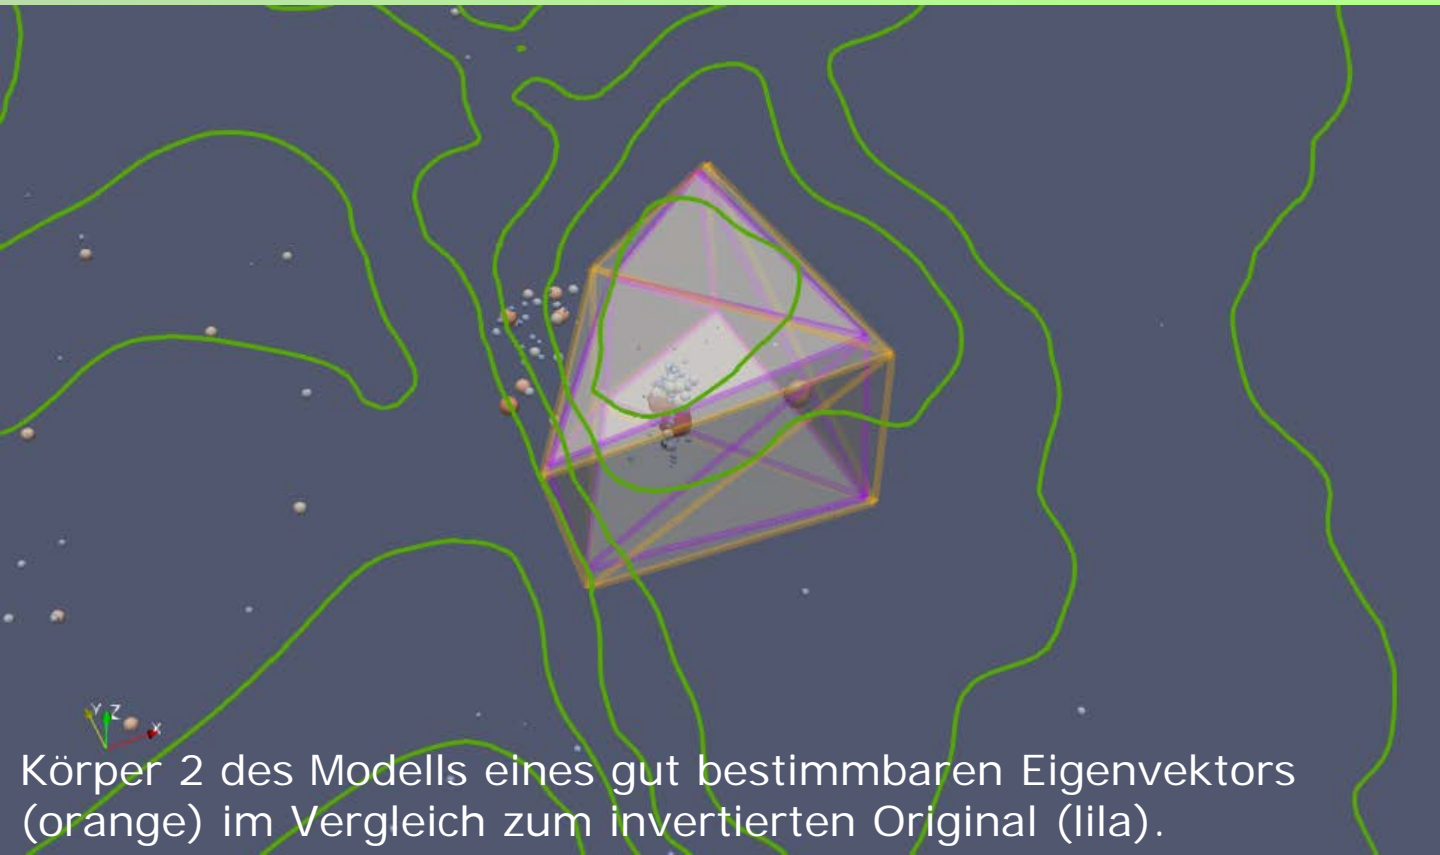 Y Z X
Körper 2 des Modells eines gut bestimmbaren Eigenvektors
(orange) im Vergleich zum invertierten Original (lila).